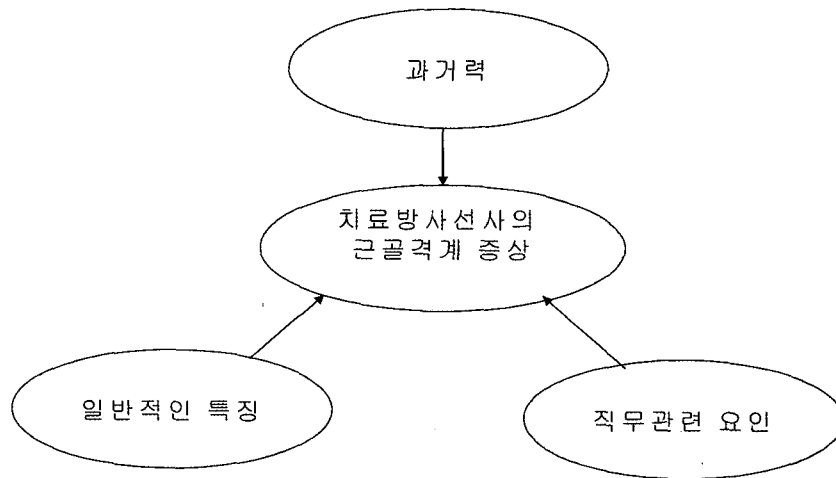 과거력
치료방사선사의
근골격계 증상
일반적인 특징
직무관련 요인